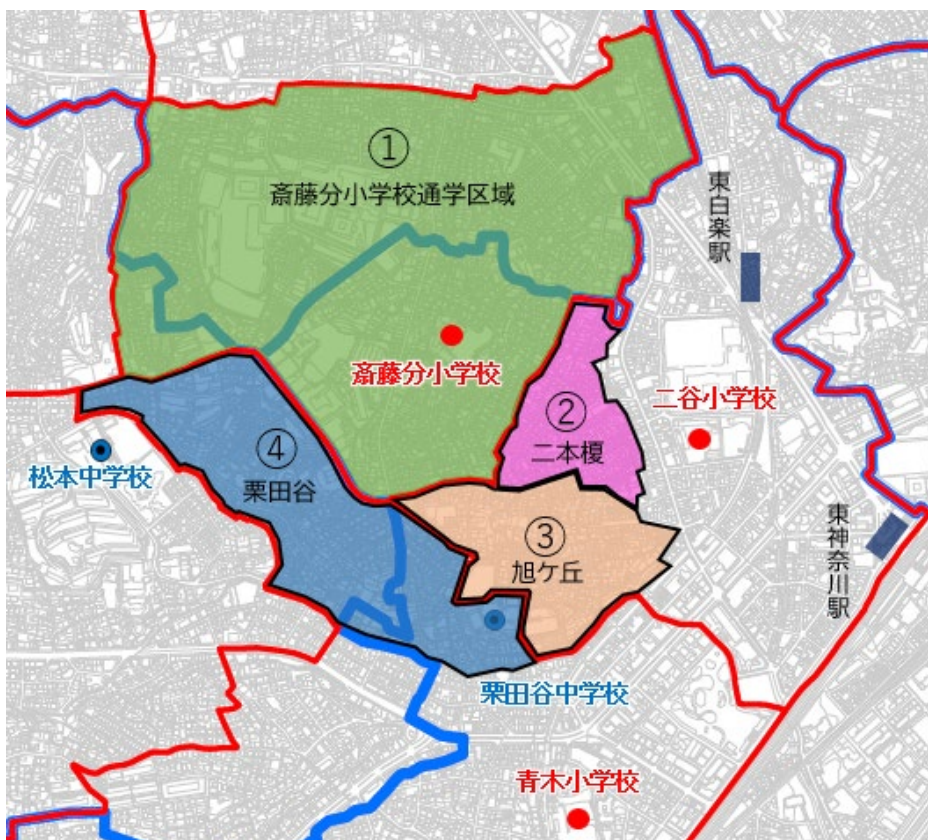 ①
斎藤分小学校通学区域
東白楽駅
斎藤分小学校
②
二本榎
二谷小学校
④
栗田谷
松本中学校
③
旭ケ丘
東神奈川駅
栗田谷中学校
青木小学校